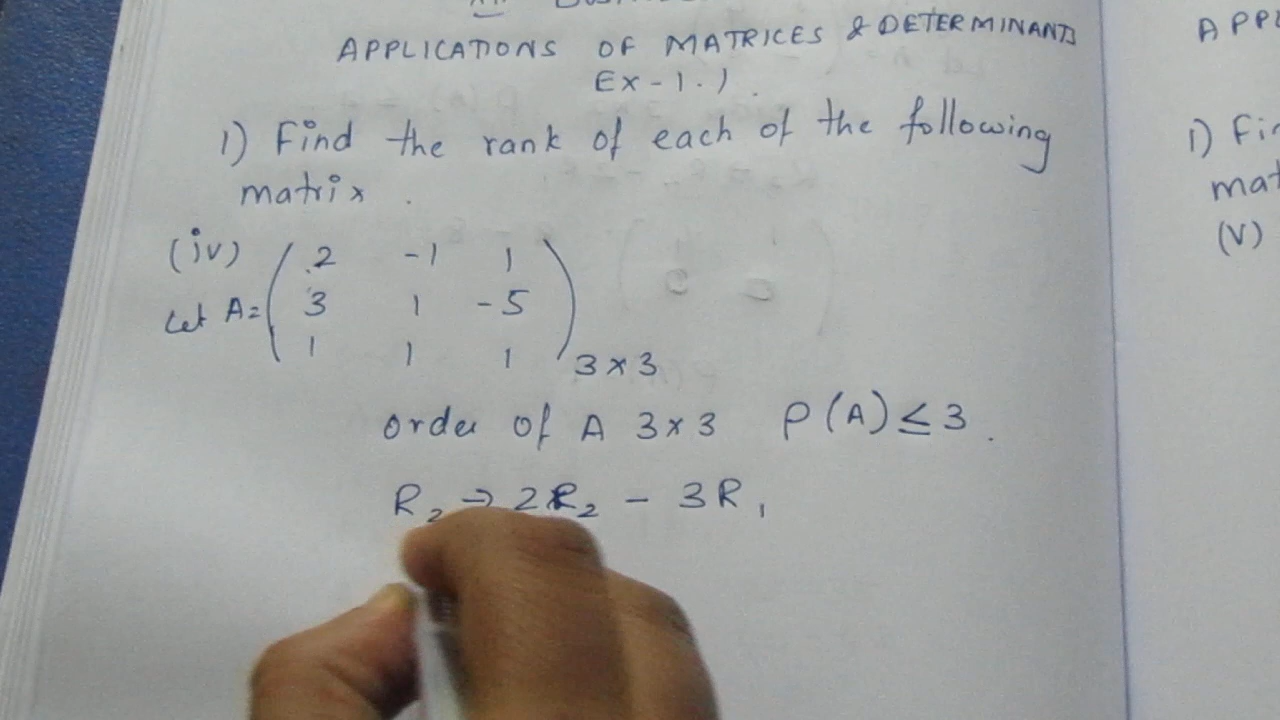 APPLICATIONS OF MATRICES & DETERMINANTS
Ex-1.1.
1) Find the rank of each of the following
matrix.
(iv)
Let A = ( 2 -1 1
3 1 -5
1 1 1 ) 3×3
order of A 3×3 ρ(A) ≤ 3.
R₂ → 2R₂ - 3R₁
APPL
1) Fin
mat
(V)